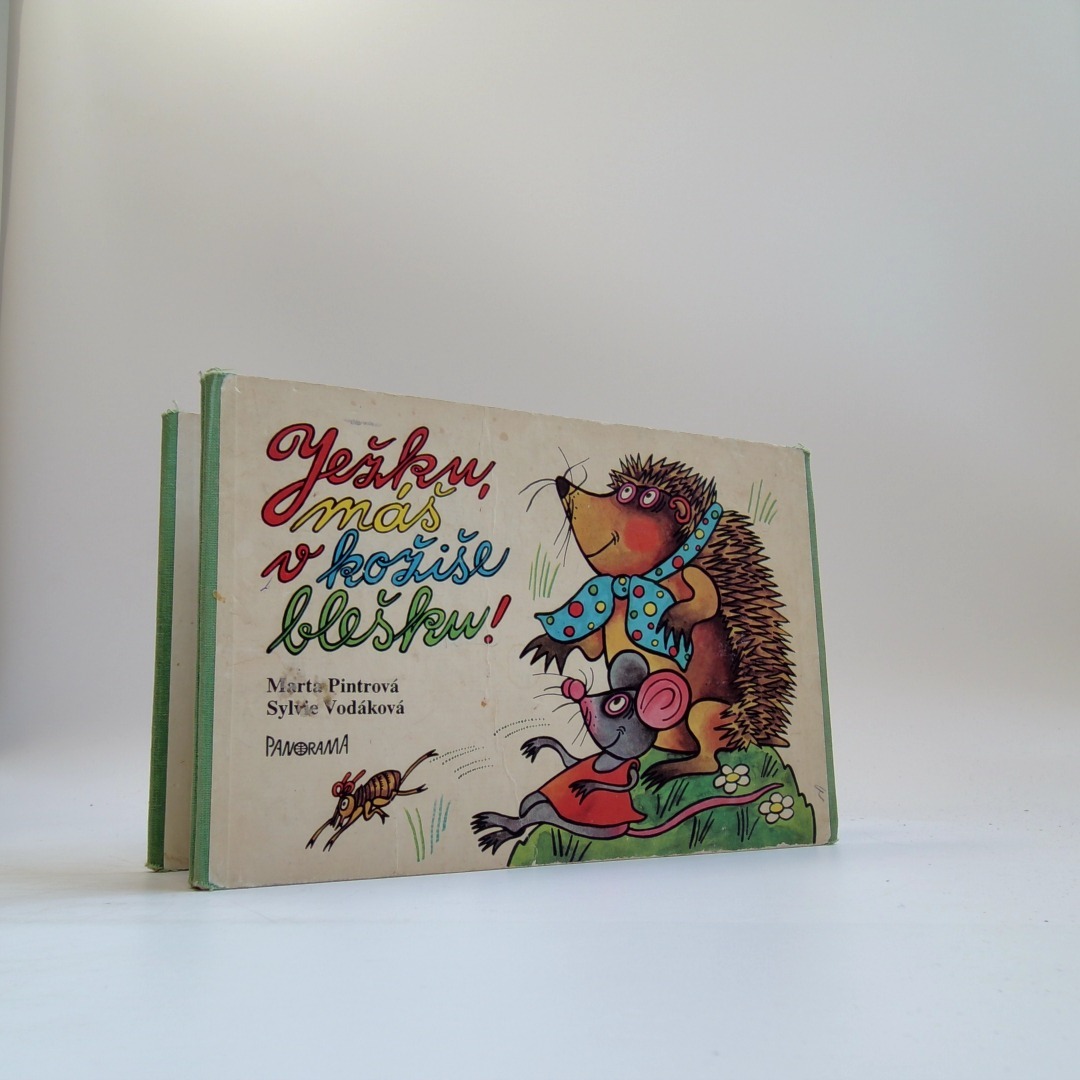 Ježku,
máš
v kožiše
blešku!
Marta Pintrová
Sylvie Vodáková
PANORAMA